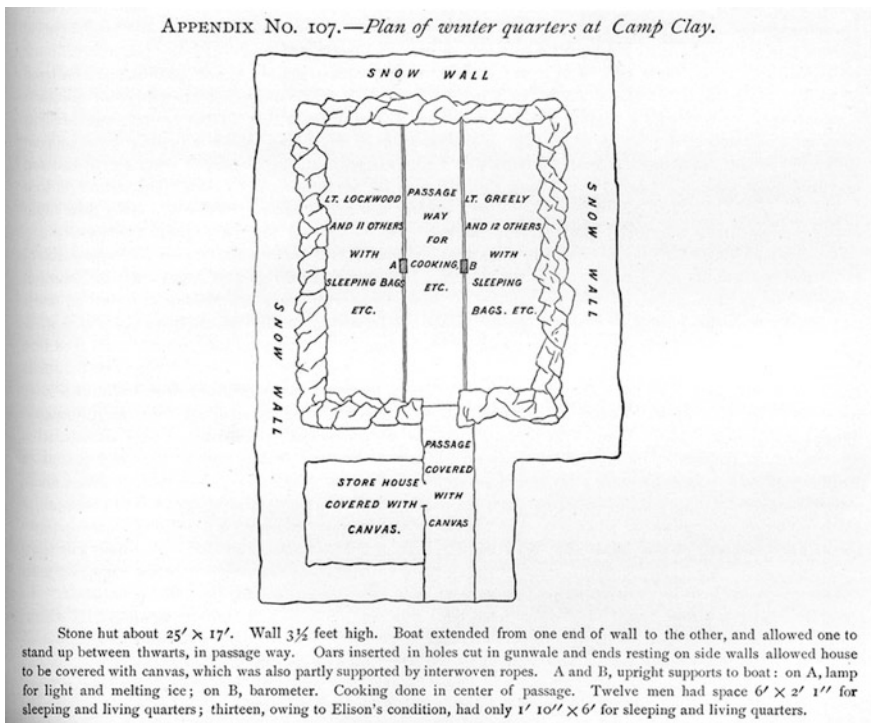 APPENDIX No. 107.—Plan of winter quarters at Camp Clay.
SNOW WALL
LT. LOCKWOOD
AND 11 OTHERS
WITH
SLEEPING BAGS
ETC.
A
PASSAGE
WAY
FOR
COOKING,
ETC.
B
LT. GREELY
AND 12 OTHERS
WITH
SLEEPING
BAGS. ETC.
SNOW WALL
SNOW WALL
PASSAGE
COVERED
WITH
CANVAS
STORE HOUSE
COVERED WITH
CANVAS.
Stone hut about 25′ × 17′. Wall 3½ feet high. Boat extended from one end of wall to the other, and allowed one to
stand up between thwarts, in passage way. Oars inserted in holes cut in gunwale and ends resting on side walls allowed house
to be covered with canvas, which was also partly supported by interwoven ropes. A and B, upright supports to boat: on A, lamp
for light and melting ice; on B, barometer. Cooking done in center of passage. Twelve men had space 6′ × 2′ 1″ for
sleeping and living quarters; thirteen, owing to Elison's condition, had only 1′ 10″ × 6′ for sleeping and living quarters.